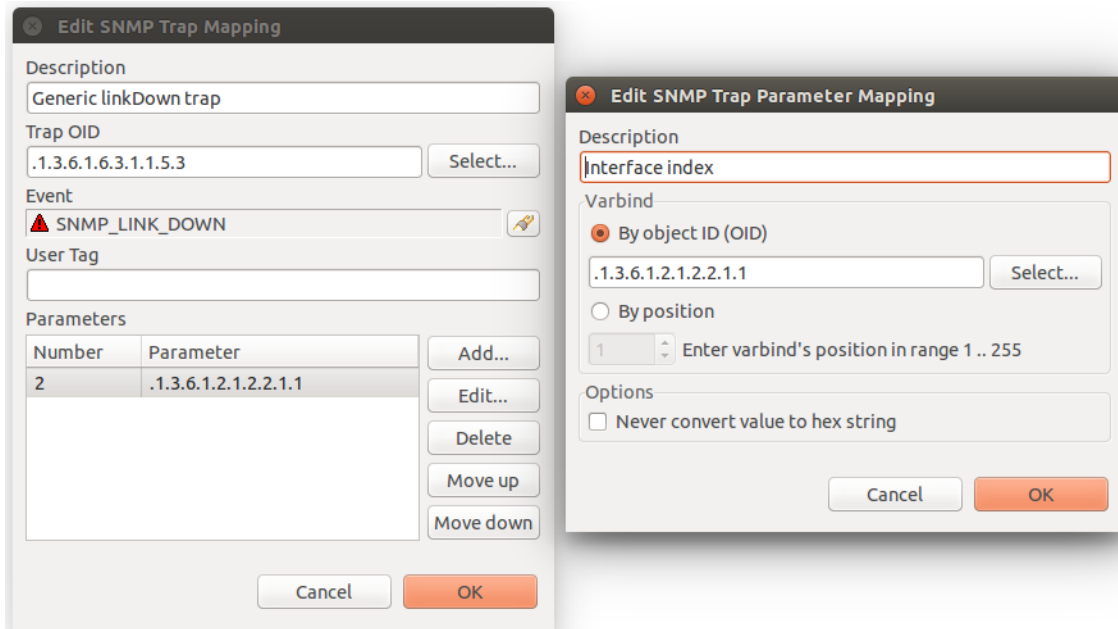 Edit SNMP Trap Mapping
Description
Generic linkDown trap
Trap OID
.1.3.6.1.6.3.1.1.5.3
Select...
Event
SNMP_LINK_DOWN
User Tag
Parameters
Number Parameter
2 .1.3.6.1.2.1.2.2.1.1
Add...
Edit...
Delete
Move up
Move down
Cancel OK
Edit SNMP Trap Parameter Mapping
Description
Interface index
Varbind
By object ID (OID)
.1.3.6.1.2.1.2.2.1.1 Select...
By position
1 Enter varbind's position in range 1 .. 255
Options
Never convert value to hex string
Cancel OK